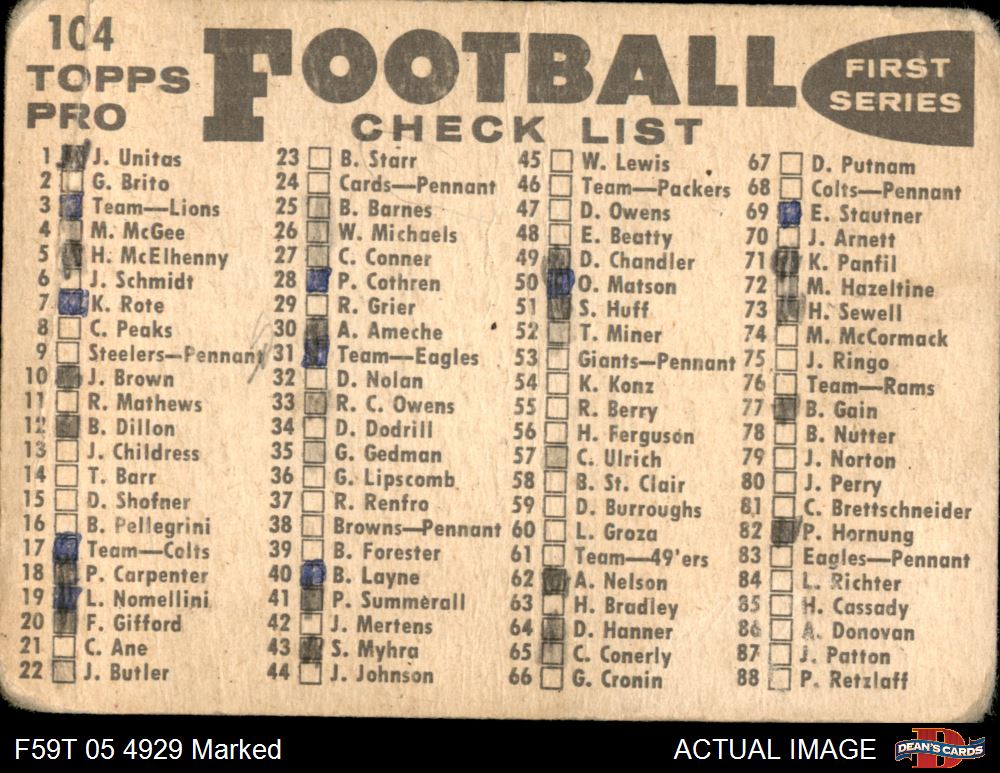 104
TOPPS
PRO
FOOTBALL
CHECK LIST
FIRST
SERIES
1 J. Unitas
2 G. Brito
3 Team—Lions
4 M. McGee
5 H. McElhenny
6 J. Schmidt
7 K. Rote
8 C. Peaks
9 Steelers—Pennant
10 J. Brown
11 R. Mathews
12 B. Dillon
13 J. Childress
14 T. Barr
15 D. Shofner
16 B. Pellegrini
17 Team—Colts
18 P. Carpenter
19 L. Nomellini
20 F. Gifford
21 C. Ane
22 J. Butler
23 B. Starr
24 Cards—Pennant
25 B. Barnes
26 W. Michaels
27 C. Conner
28 P. Cothren
29 R. Grier
30 A. Ameche
31 Team—Eagles
32 D. Nolan
33 R. C. Owens
34 D. Dodrill
35 G. Gedman
36 G. Lipscomb
37 R. Renfro
38 Browns—Pennant
39 B. Forester
40 B. Layne
41 P. Summerall
42 J. Mertens
43 S. Myhra
44 J. Johnson
45 W. Lewis
46 Team—Packers
47 D. Owens
48 E. Beatty
49 D. Chandler
50 O. Matson
51 S. Huff
52 T. Miner
53 Giants—Pennant
54 K. Konz
55 R. Berry
56 H. Ferguson
57 C. Ulrich
58 B. St. Clair
59 D. Burroughs
60 L. Groza
61 Team—49'ers
62 A. Nelson
63 H. Bradley
64 D. Hanner
65 C. Conerly
66 G. Cronin
67 D. Putnam
68 Colts—Pennant
69 E. Stautner
70 J. Arnett
71 K. Panfil
72 M. Hazeltine
73 H. Sewell
74 M. McCormack
75 J. Ringo
76 Team—Rams
77 B. Gain
78 B. Nutter
79 J. Norton
80 J. Perry
81 C. Brettschneider
82 P. Hornung
83 Eagles—Pennant
84 L. Richter
85 H. Cassady
86 A. Donovan
87 J. Patton
88 P. Retzlaff
F59T 05 4929 Marked
ACTUAL IMAGE
DEAN'S CARDS